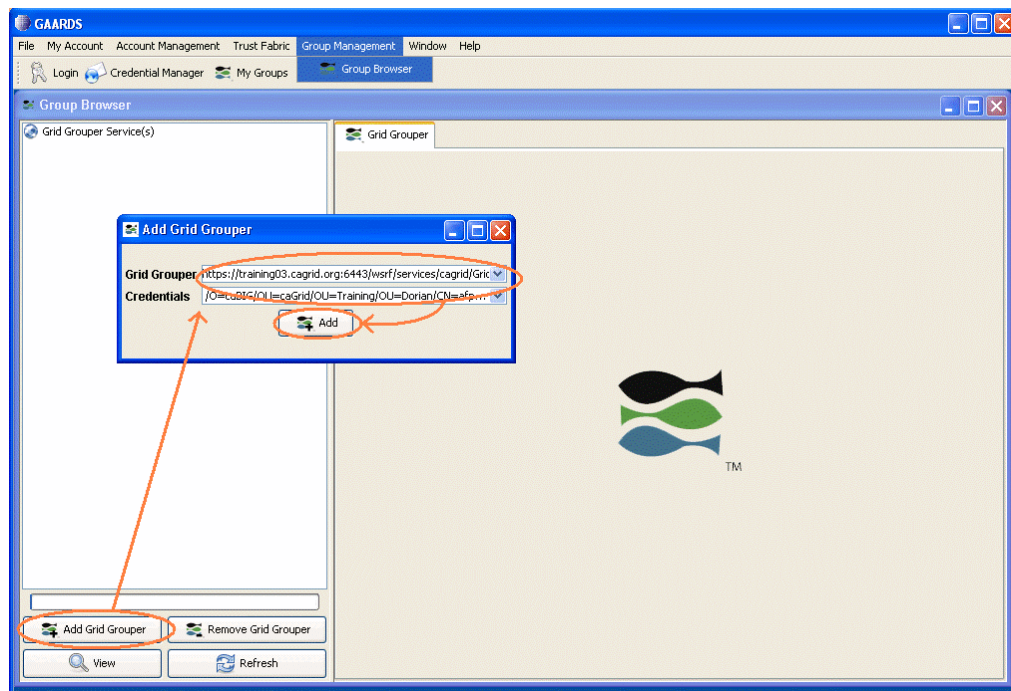 GAARDS
File My Account Account Management Trust Fabric Group Management Window Help
Login Credential Manager My Groups Group Browser
Group Browser
Grid Grouper Service(s)
Grid Grouper
Add Grid Grouper
Grid Grouper https://training03.cagrid.org:6443/wsrf/services/cagrid/Gric
Credentials /O=caBIG/OU=caGrid/OU=Training/OU=Dorian/CN=afp...
Add
TM
Add Grid Grouper Remove Grid Grouper
View Refresh